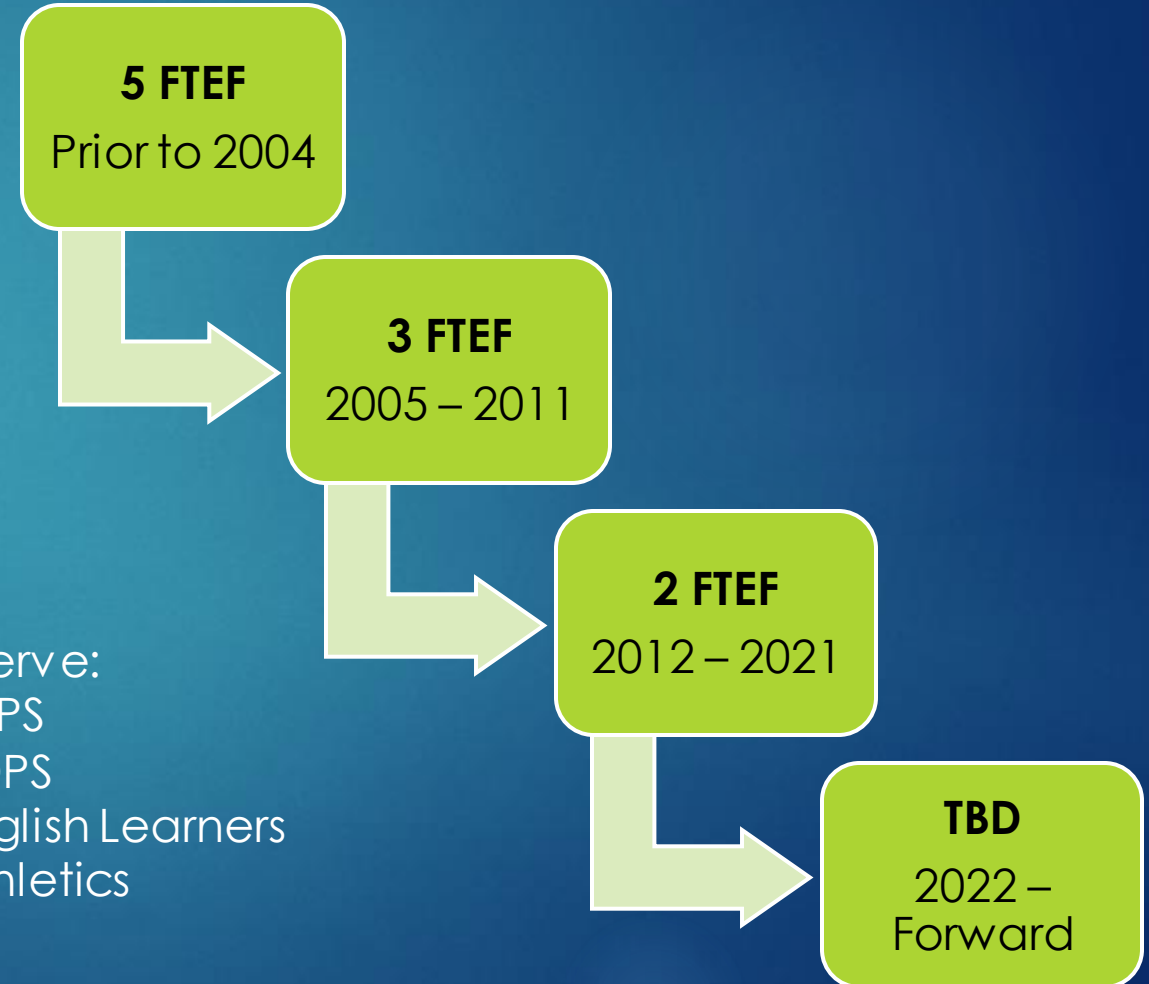 5 FTEF
Prior to 2004
3 FTEF
2005 – 2011
2 FTEF
2012 – 2021
TBD
2022 –
Forward
erve:
PS
PS
glish Learners
hletics